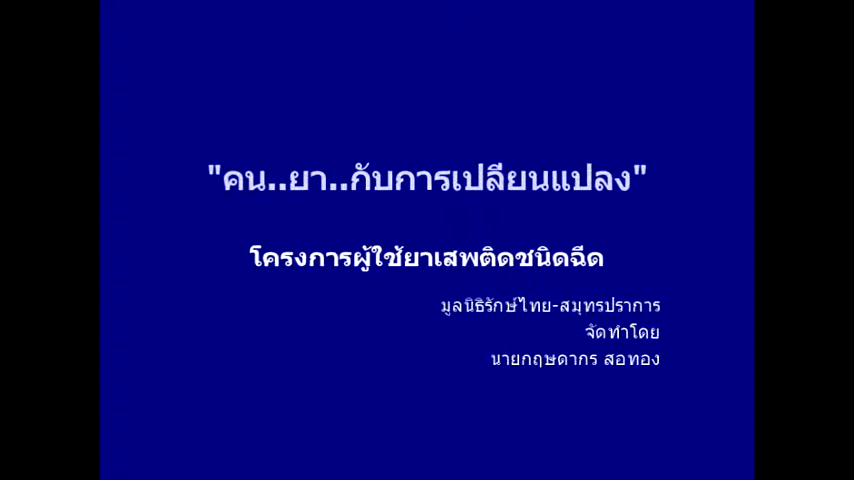 "คน..ยา..กับการเปลี่ยนแปลง"
โครงการผู้ใช้ยาเสพติดชนิดฉีด
มูลนิธิรักษ์ไทย-สมุทรปราการ
จัดทำโดย
นายกฤษดากร สอทอง